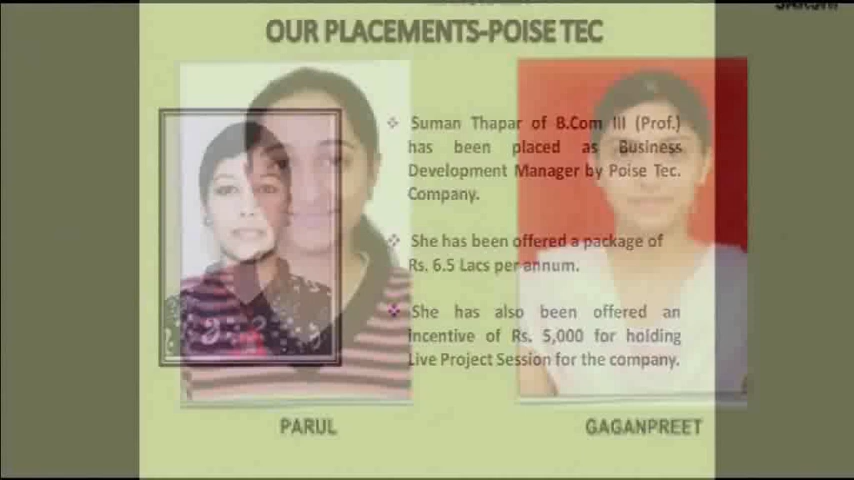 SAKSHI
OUR PLACEMENTS-POISE TEC
❖ Suman Thapar of B.Com III (Prof.)
has been placed as Business
Development Manager by Poise Tec.
Company.
❖ She has been offered a package of
Rs. 6.5 Lacs per annum.
❖ She has also been offered an
incentive of Rs. 5,000 for holding
Live Project Session for the company.
PARUL
GAGANPREET